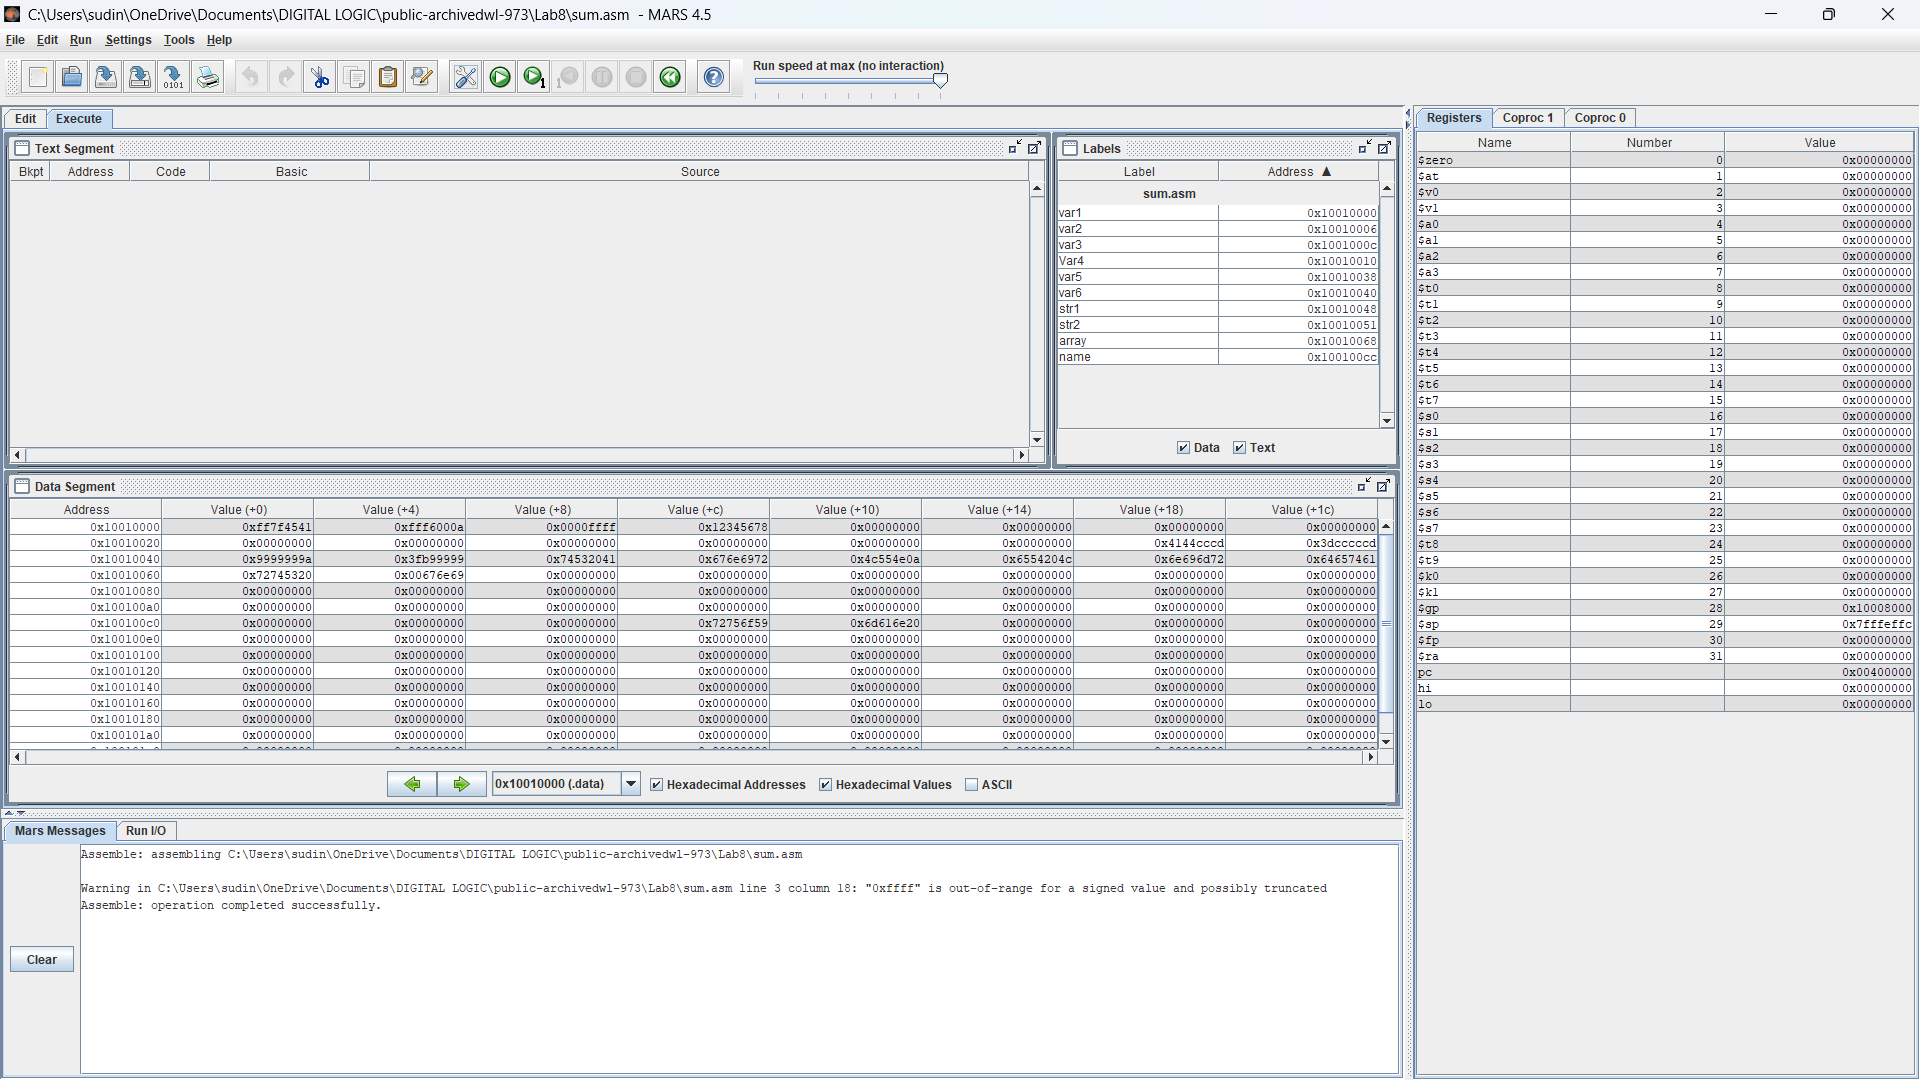 C:\Users\sudin\OneDrive\Documents\DIGITAL LOGIC\public-archivedwl-973\Lab8\sum.asm - MARS 4.5
File Edit Run Settings Tools Help
Run speed at max (no interaction)
Edit Execute
Text Segment
Bkpt Address Code Basic Source
Labels
Label Address ▲
sum.asm
var1 0x10010000
var2 0x10010006
var3 0x1001000c
Var4 0x10010010
var5 0x10010038
var6 0x10010040
str1 0x10010048
str2 0x10010051
array 0x10010068
name 0x100100cc
Data Text
Data Segment
Address Value (+0) Value (+4) Value (+8) Value (+c) Value (+10) Value (+14) Value (+18) Value (+1c)
0x10010000 0xff7f4541 0xfff6000a 0x0000ffff 0x12345678 0x00000000 0x00000000 0x00000000 0x00000000
0x10010020 0x00000000 0x00000000 0x00000000 0x00000000 0x00000000 0x00000000 0x4144cccd 0x3dcccccd
0x10010040 0x9999999a 0x3fb99999 0x74532041 0x676e6972 0x4c554e0a 0x6554204c 0x6e696d72 0x64657461
0x10010060 0x72745320 0x00676e69 0x00000000 0x00000000 0x00000000 0x00000000 0x00000000 0x00000000
0x10010080 0x00000000 0x00000000 0x00000000 0x00000000 0x00000000 0x00000000 0x00000000 0x00000000
0x100100a0 0x00000000 0x00000000 0x00000000 0x00000000 0x00000000 0x00000000 0x00000000 0x00000000
0x100100c0 0x00000000 0x00000000 0x00000000 0x72756f59 0x6d616e20 0x00000000 0x00000000 0x00000000
0x100100e0 0x00000000 0x00000000 0x00000000 0x00000000 0x00000000 0x00000000 0x00000000 0x00000000
0x10010100 0x00000000 0x00000000 0x00000000 0x00000000 0x00000000 0x00000000 0x00000000 0x00000000
0x10010120 0x00000000 0x00000000 0x00000000 0x00000000 0x00000000 0x00000000 0x00000000 0x00000000
0x10010140 0x00000000 0x00000000 0x00000000 0x00000000 0x00000000 0x00000000 0x00000000 0x00000000
0x10010160 0x00000000 0x00000000 0x00000000 0x00000000 0x00000000 0x00000000 0x00000000 0x00000000
0x10010180 0x00000000 0x00000000 0x00000000 0x00000000 0x00000000 0x00000000 0x00000000 0x00000000
0x100101a0 0x00000000 0x00000000 0x00000000 0x00000000 0x00000000 0x00000000 0x00000000 0x00000000
0x10010000 (.data) Hexadecimal Addresses Hexadecimal Values ASCII
Mars Messages Run I/O
Assemble: assembling C:\Users\sudin\OneDrive\Documents\DIGITAL LOGIC\public-archivedwl-973\Lab8\sum.asm
Warning in C:\Users\sudin\OneDrive\Documents\DIGITAL LOGIC\public-archivedwl-973\Lab8\sum.asm line 3 column 18: "0xffff" is out-of-range for a signed value and possibly truncated
Assemble: operation completed successfully.
Clear
Registers Coproc 1 Coproc 0
Name Number Value
$zero 0 0x00000000
$at 1 0x00000000
$v0 2 0x00000000
$v1 3 0x00000000
$a0 4 0x00000000
$a1 5 0x00000000
$a2 6 0x00000000
$a3 7 0x00000000
$t0 8 0x00000000
$t1 9 0x00000000
$t2 10 0x00000000
$t3 11 0x00000000
$t4 12 0x00000000
$t5 13 0x00000000
$t6 14 0x00000000
$t7 15 0x00000000
$s0 16 0x00000000
$s1 17 0x00000000
$s2 18 0x00000000
$s3 19 0x00000000
$s4 20 0x00000000
$s5 21 0x00000000
$s6 22 0x00000000
$s7 23 0x00000000
$t8 24 0x00000000
$t9 25 0x00000000
$k0 26 0x00000000
$k1 27 0x00000000
$gp 28 0x10008000
$sp 29 0x7fffeffc
$fp 30 0x00000000
$ra 31 0x00000000
pc 0x00400000
hi 0x00000000
lo 0x00000000